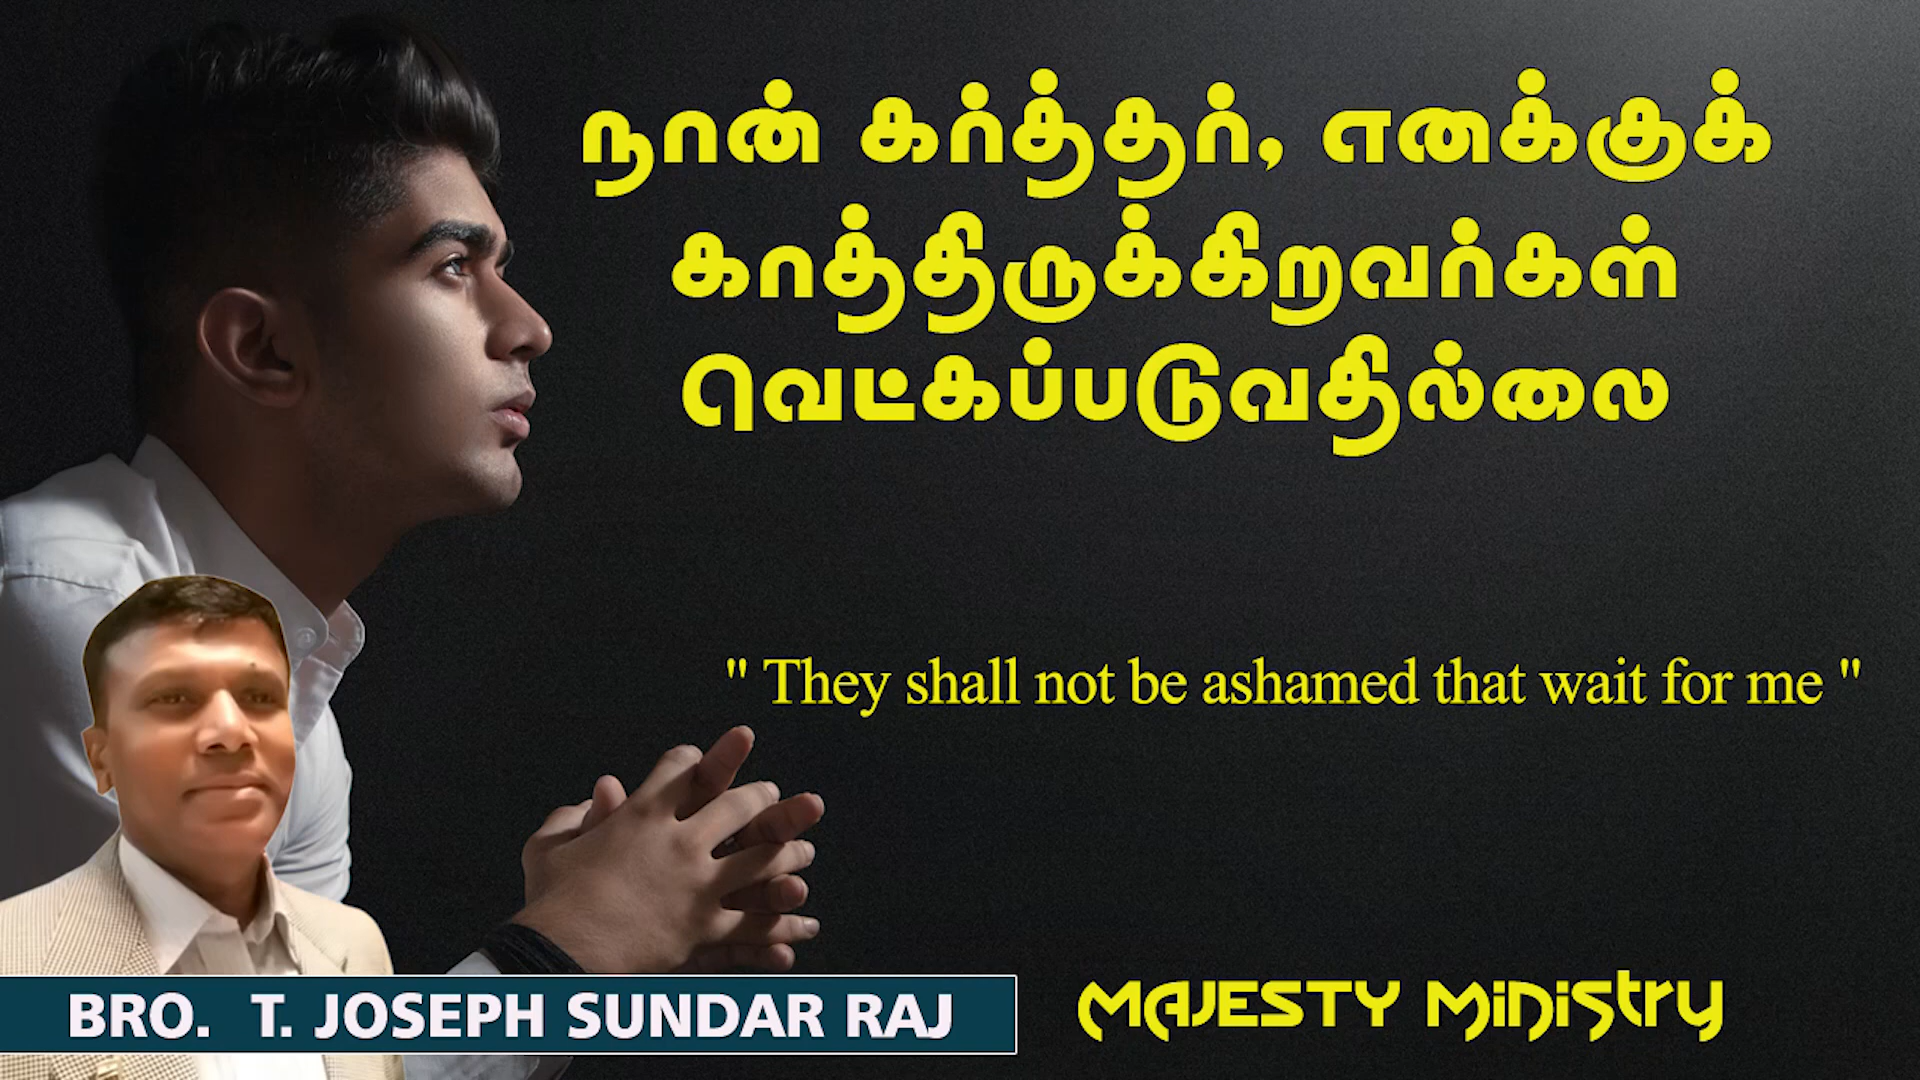 நான் கர்த்தர், எனக்குக்
காத்திருக்கிறவர்கள்
வெட்கப்படுவதில்லை
" They shall not be ashamed that wait for me "
BRO. T. JOSEPH SUNDAR RAJ
MAJESTY MiNiStry